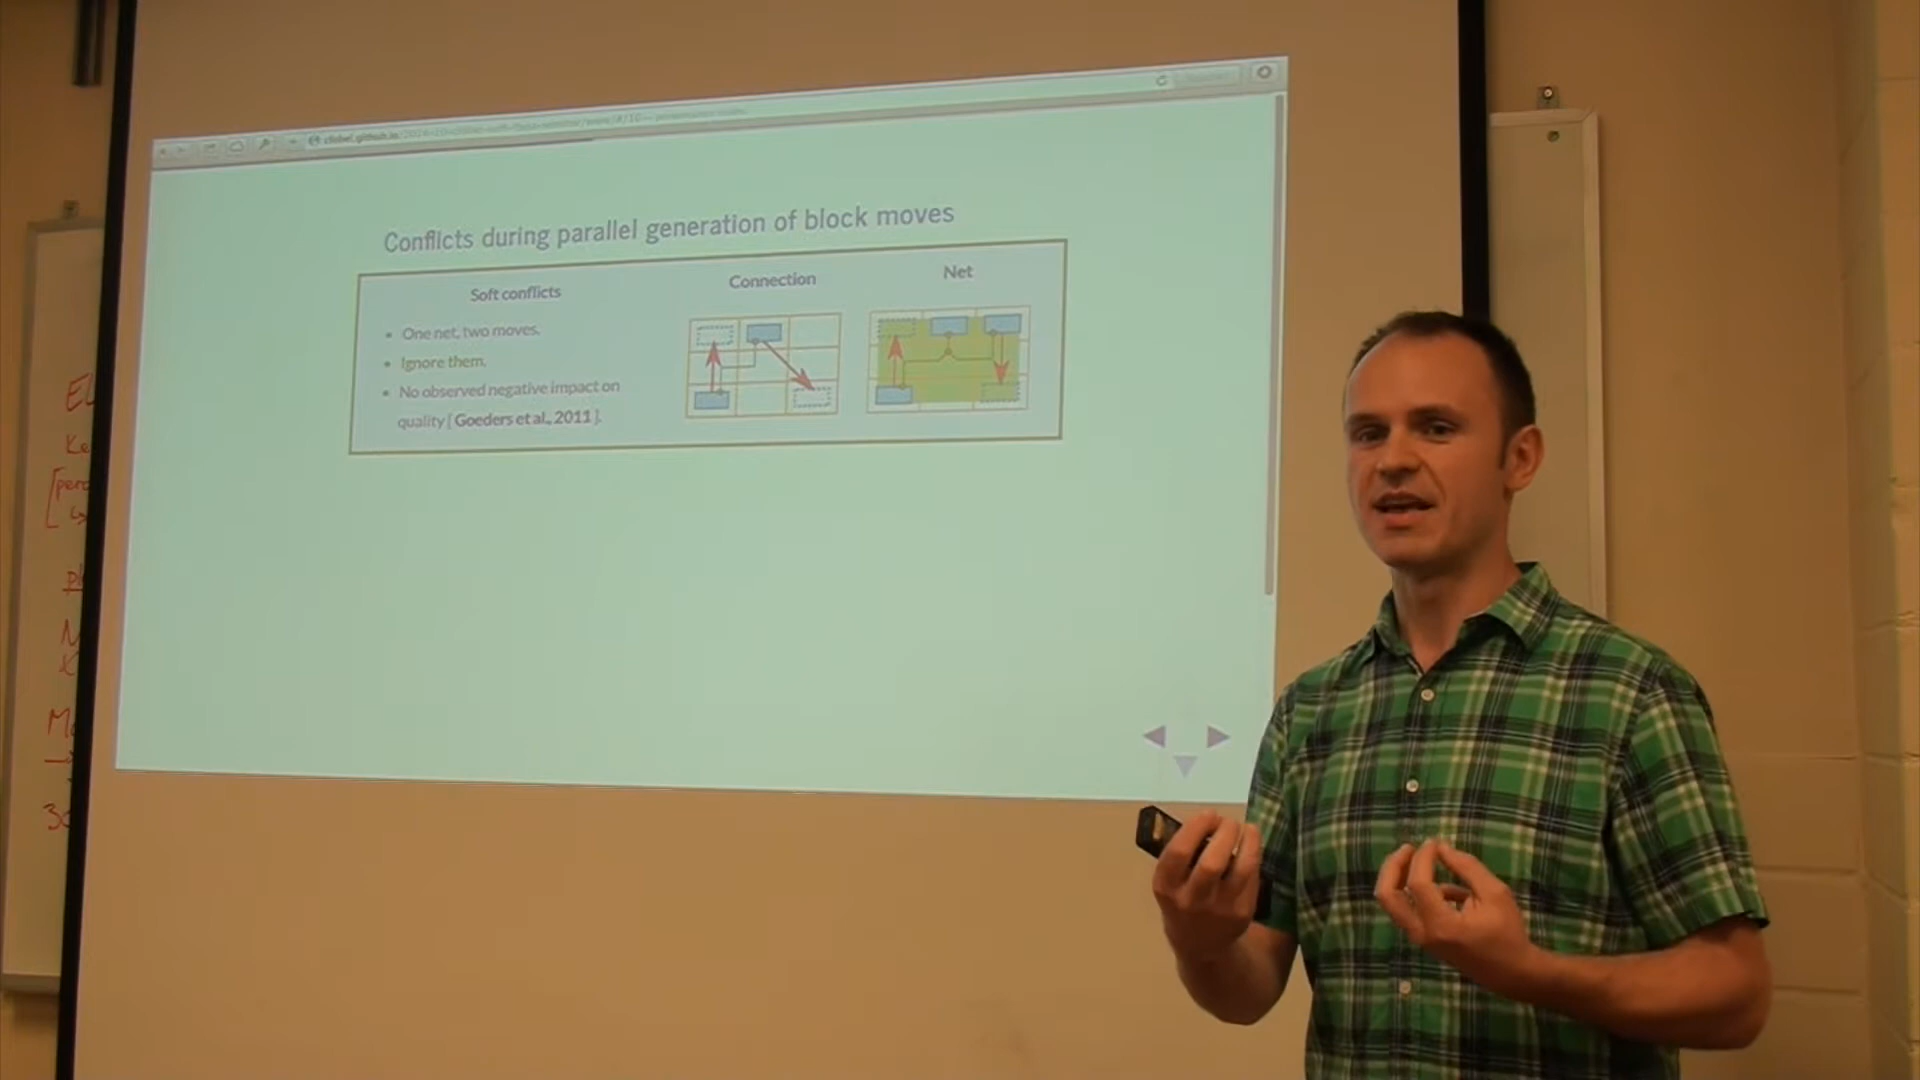 Conflicts during parallel generation of block moves
Soft conflicts
Connection
Net
• One net, two moves.
• Ignore them.
• No observed negative impact on
quality [ Goeders et al., 2011 ].